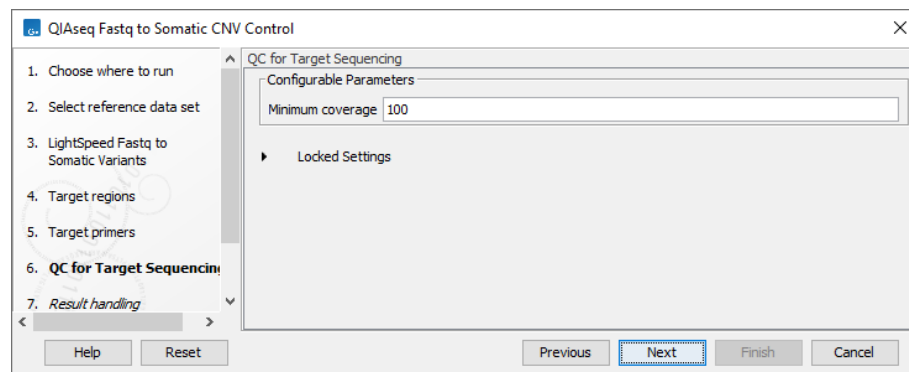 QIAseq Fastq to Somatic CNV Control
1. Choose where to run
2. Select reference data set
3. LightSpeed Fastq to
Somatic Variants
4. Target regions
5. Target primers
6. QC for Target Sequencing
7. Result handling
QC for Target Sequencing
Configurable Parameters
Minimum coverage 100
Locked Settings
Help Reset Previous Next Finish Cancel